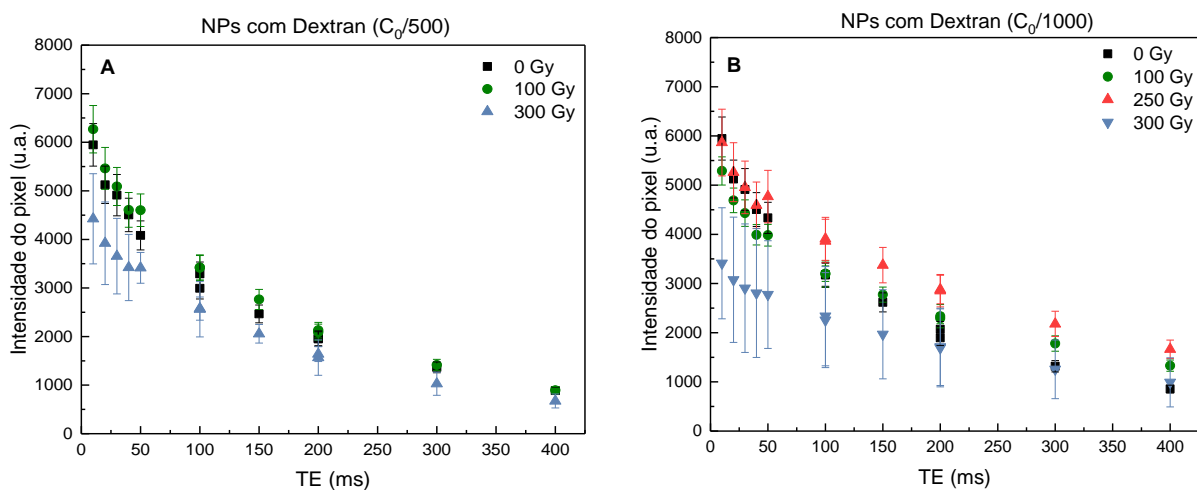 NPs com Dextran (C0/500)
A
0 Gy
100 Gy
300 Gy
Intensidade do pixel (u.a.)
8000
7000
6000
5000
4000
3000
2000
1000
0
0 50 100 150 200 250 300 350 400
TE (ms)
NPs com Dextran (C0/1000)
B
0 Gy
100 Gy
250 Gy
300 Gy
Intensidade do pixel (u.a.)
8000
7000
6000
5000
4000
3000
2000
1000
0
0 50 100 150 200 250 300 350 400
TE (ms)